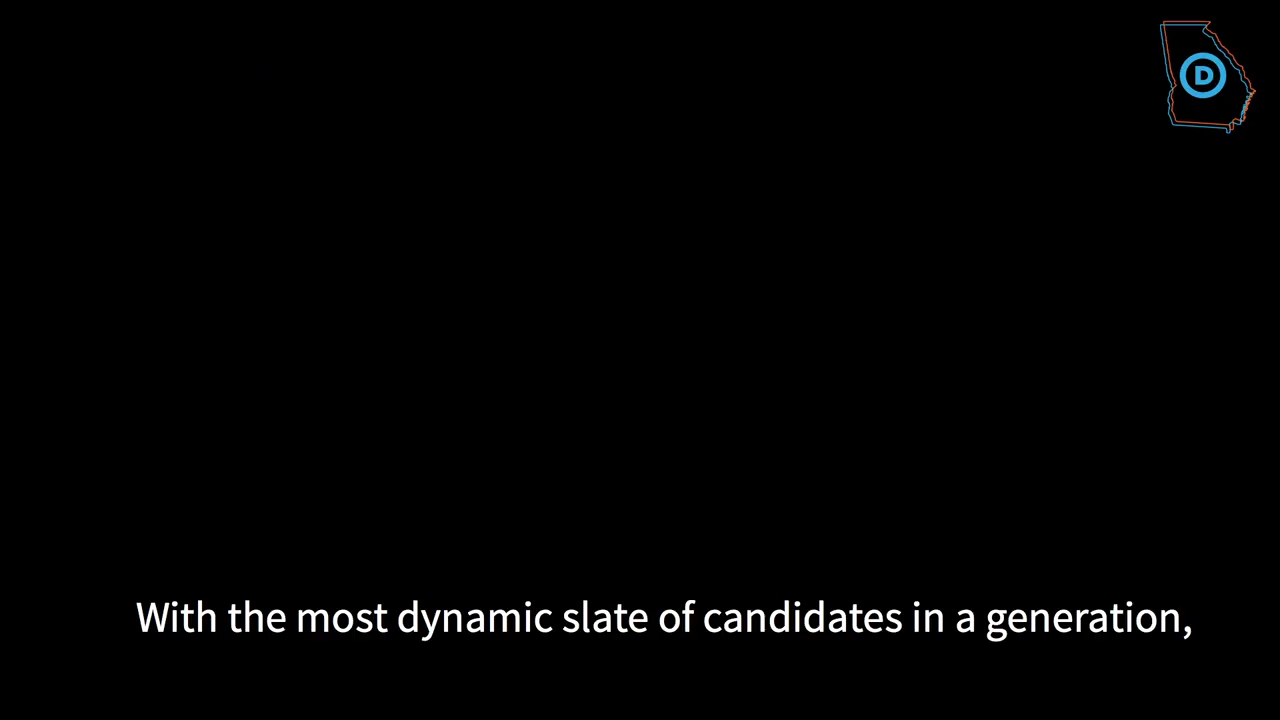 D
With the most dynamic slate of candidates in a generation,